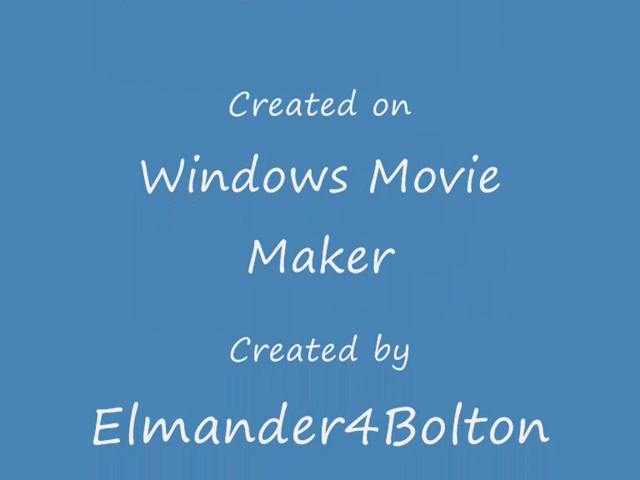 Created on
Windows Movie
Maker
Created by
Elmander4Bolton